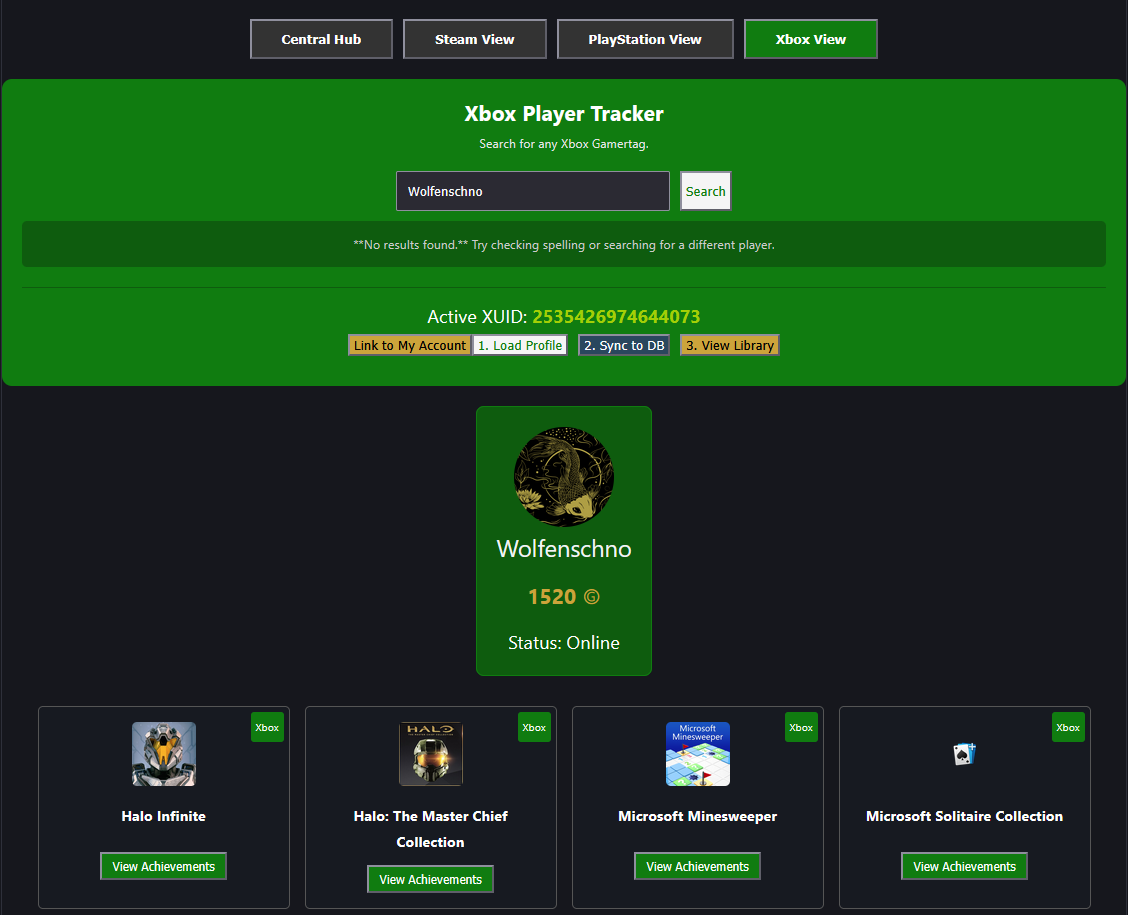 Central Hub
Steam View
PlayStation View
Xbox View
Xbox Player Tracker
Search for any Xbox Gamertag.
Wolfenschno
Search
**No results found.** Try checking spelling or searching for a different player.
Active XUID: 2535426974644073
Link to My Account
1. Load Profile
2. Sync to DB
3. View Library
Wolfenschno
1520 Ⓖ
Status: Online
Xbox
Halo Infinite
View Achievements
Xbox
HALO
Halo: The Master Chief
Collection
View Achievements
Xbox
Microsoft
Minesweeper
Microsoft Minesweeper
View Achievements
Xbox
Microsoft Solitaire Collection
View Achievements